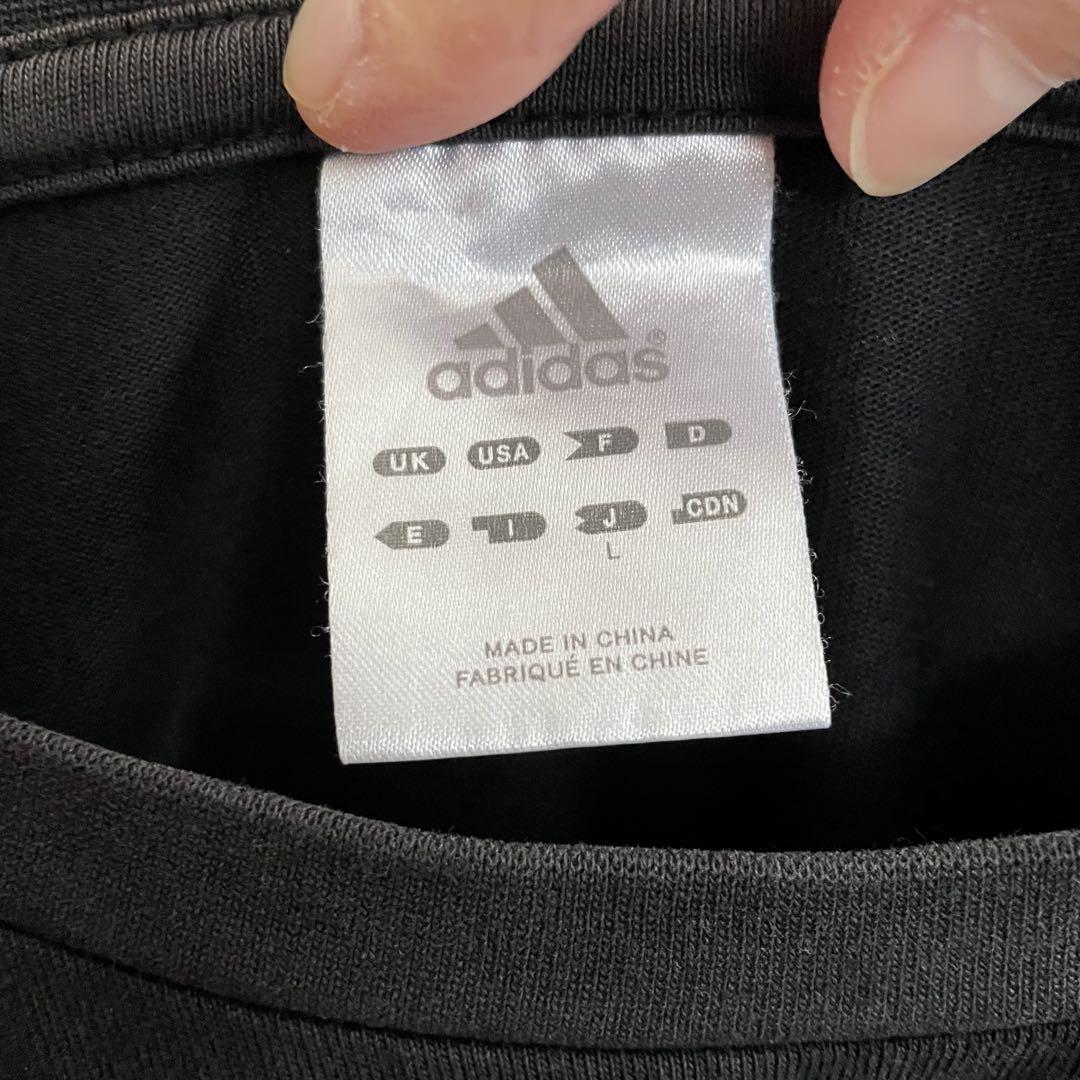 adidas®
UK USA F D
E I J CDN
L
MADE IN CHINA
FABRIQUÉ EN CHINE